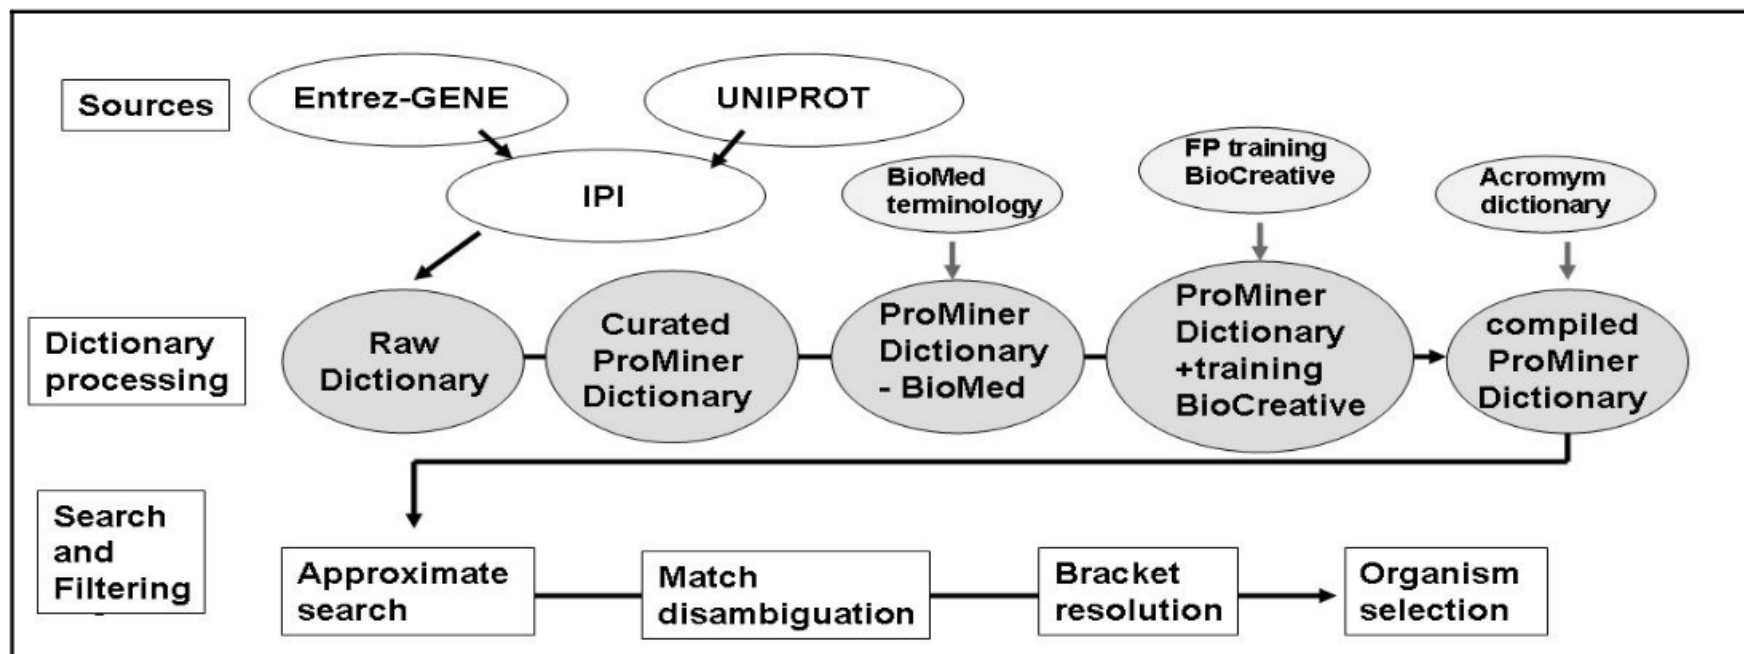 Sources
Entrez-GENE
UNIPROT
IPI
BioMed
terminology
FP training
BioCreative
Acromym
dictionary
Dictionary
processing
Raw
Dictionary
Curated
ProMiner
Dictionary
ProMiner
Dictionary
- BioMed
ProMiner
Dictionary
+training
BioCreative
compiled
ProMiner
Dictionary
Search
and
Filtering
Approximate
search
Match
disambiguation
Bracket
resolution
Organism
selection